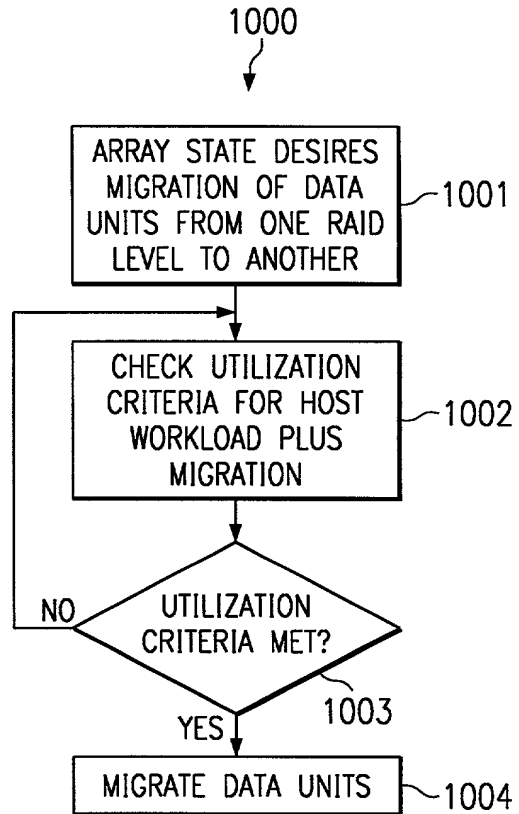 1000
ARRAY STATE DESIRES
MIGRATION OF DATA
UNITS FROM ONE RAID
LEVEL TO ANOTHER
1001
CHECK UTILIZATION
CRITERIA FOR HOST
WORKLOAD PLUS
MIGRATION
1002
NO
UTILIZATION
CRITERIA MET?
1003
YES
MIGRATE DATA UNITS
1004